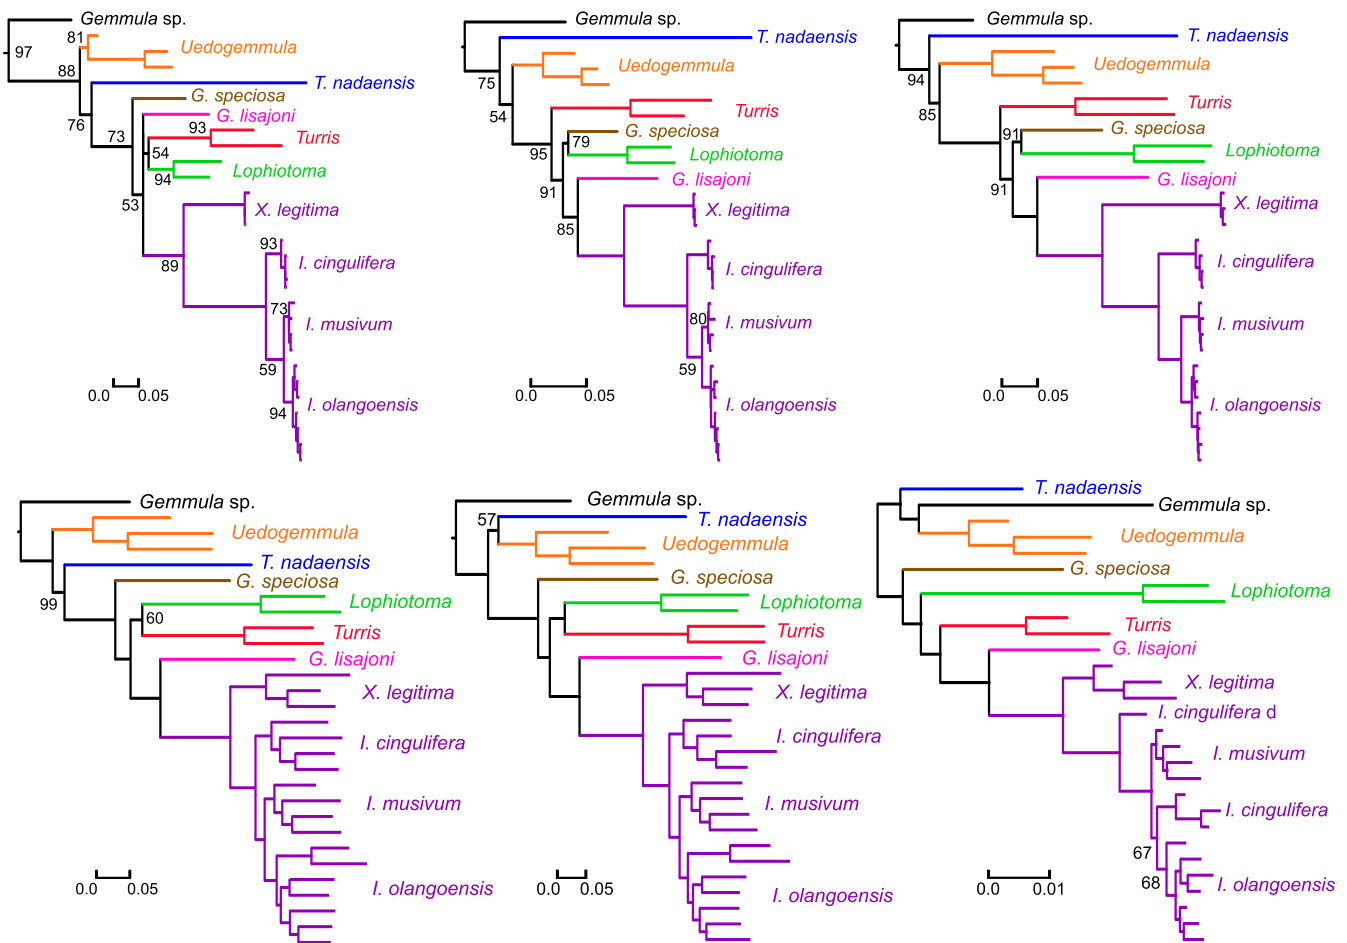 Gemmula sp.
81
97
Uedogemmula
88
T. nadaensis
G. speciosa
76
G. lisajoni
73
93
Turris
54
Lophiotoma
94
53
X. legitima
93
89
I. cingulifera
73
I. musivum
59
0.0 0.05
94
I. olangoensis
Gemmula sp.
T. nadaensis
Uedogemmula
75
54
Turris
G. speciosa
79
95
Lophiotoma
91
G. lisajoni
X. legitima
85
I. cingulifera
80
I. musivum
59
0.0 0.05
I. olangoensis
Gemmula sp.
T. nadaensis
Uedogemmula
94
85
Turris
G. speciosa
91
Lophiotoma
91
G. lisajoni
X. legitima
I. cingulifera
I. musivum
0.0 0.05
I. olangoensis
Gemmula sp.
Uedogemmula
T. nadaensis
G. speciosa
99
Lophiotoma
60
Turris
G. lisajoni
X. legitima
I. cingulifera
I. musivum
0.0 0.05
I. olangoensis
Gemmula sp.
57
T. nadaensis
Uedogemmula
G. speciosa
Lophiotoma
Turris
G. lisajoni
X. legitima
I. cingulifera
I. musivum
0.0 0.05
I. olangoensis
T. nadaensis
Gemmula sp.
Uedogemmula
G. speciosa
Lophiotoma
Turris
G. lisajoni
X. legitima
I. cingulifera d
I. musivum
I. cingulifera
67
68
0.0 0.01
I. olangoensis